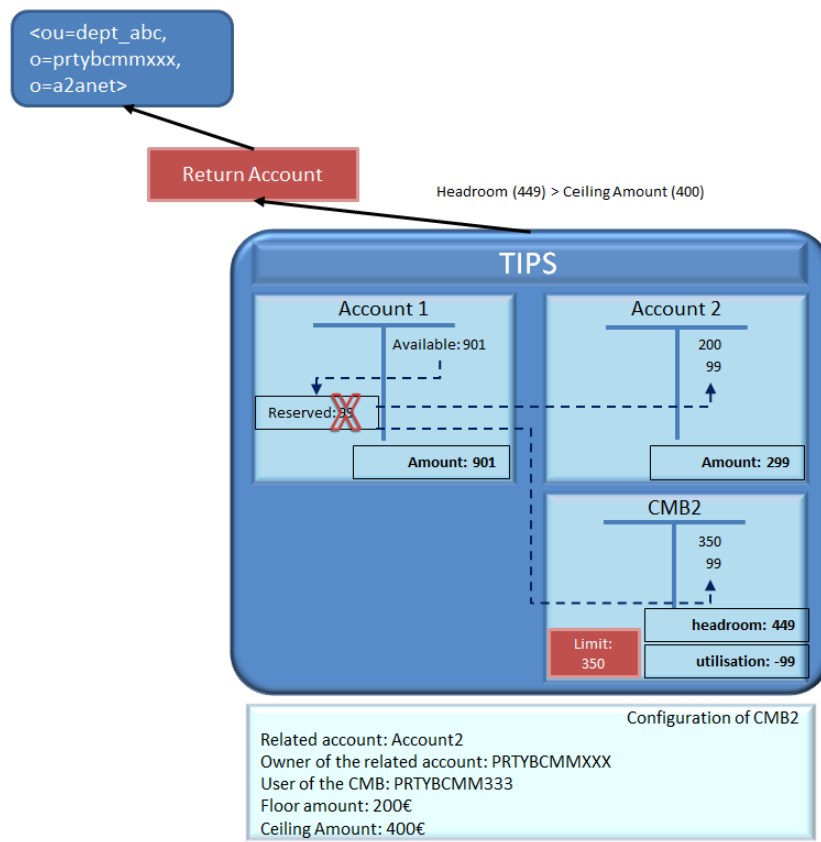 <ou=dept_abc,
o=prtybcmmxxx,
o=a2anet>
Return Account
Headroom (449) > Ceiling Amount (400)
TIPS
Account 1
Available: 901
Reserved: 99
Amount: 901
Account 2
200
99
Amount: 299
CMB2
350
99
headroom: 449
Limit:
350
utilisation: -99
Configuration of CMB2
Related account: Account2
Owner of the related account: PRTYBCMMXXX
User of the CMB: PRTYBCMM333
Floor amount: 200€
Ceiling Amount: 400€